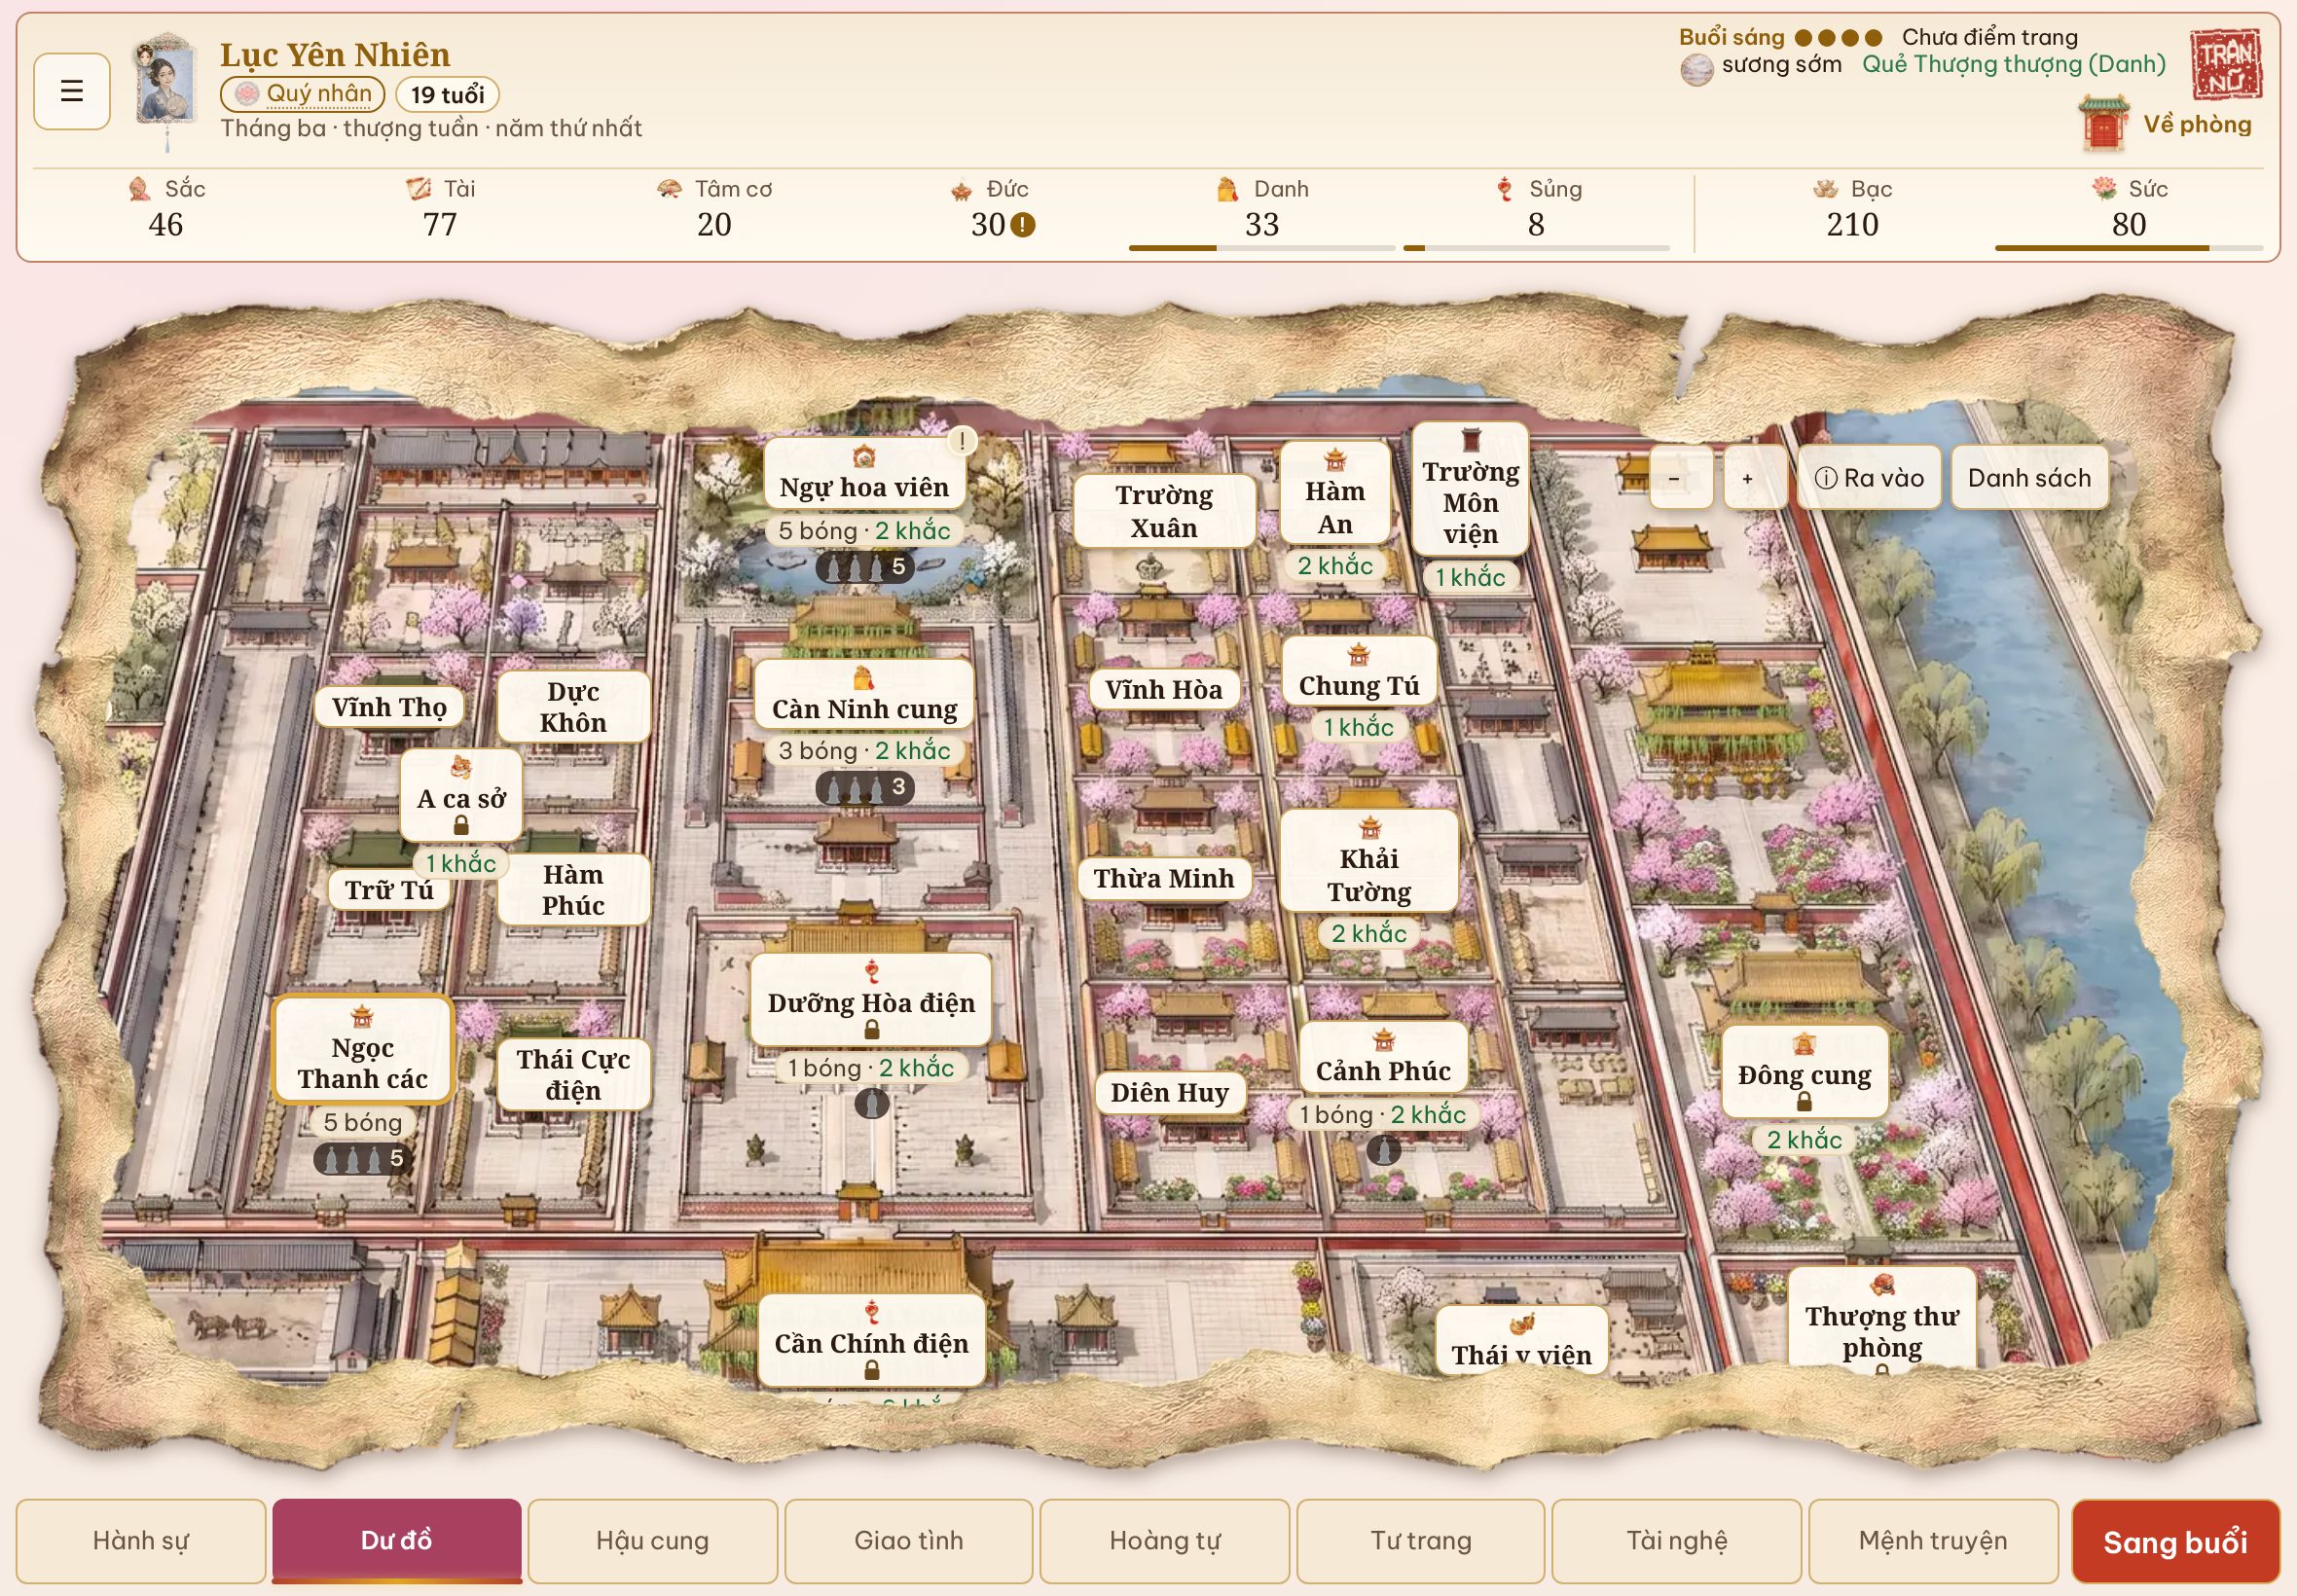 ☰
Lục Yên Nhiên
Quý nhân
19 tuổi
Tháng ba · thượng tuần · năm thứ nhất
Buổi sáng
Chưa điểm trang
sương sớm
Quẻ Thượng thượng (Danh)
TRÂN
NỮ
Về phòng
Sắc
Tài
Tâm cơ
Đức
Danh
Sủng
Bạc
Sức
46
77
20
30 !
33
8
210
80
−
+
ⓘ Ra vào
Danh sách
!
Ngự hoa viên
5 bóng · 2 khắc
5
Trường
Xuân
Hàm
An
2 khắc
Trường
Môn
viện
1 khắc
Vĩnh Thọ
Dực
Khôn
Càn Ninh cung
3 bóng · 2 khắc
3
Vĩnh Hòa
Chung Tú
1 khắc
A ca sở
1 khắc
Trữ Tú
Hàm
Phúc
Thừa Minh
Khải
Tường
2 khắc
Ngọc
Thanh các
5 bóng
5
Thái Cực
điện
Dưỡng Hòa điện
1 bóng · 2 khắc
Diên Huy
Cảnh Phúc
1 bóng · 2 khắc
Đông cung
2 khắc
Cần Chính điện
Thái y viện
Thượng thư
phòng
Hành sự
Dư đồ
Hậu cung
Giao tình
Hoàng tự
Tư trang
Tài nghệ
Mệnh truyện
Sang buổi